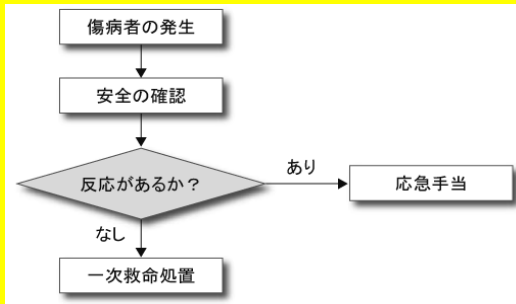 傷病者の発生
安全の確認
反応があるか？
あり
応急手当
なし
一次救命処置